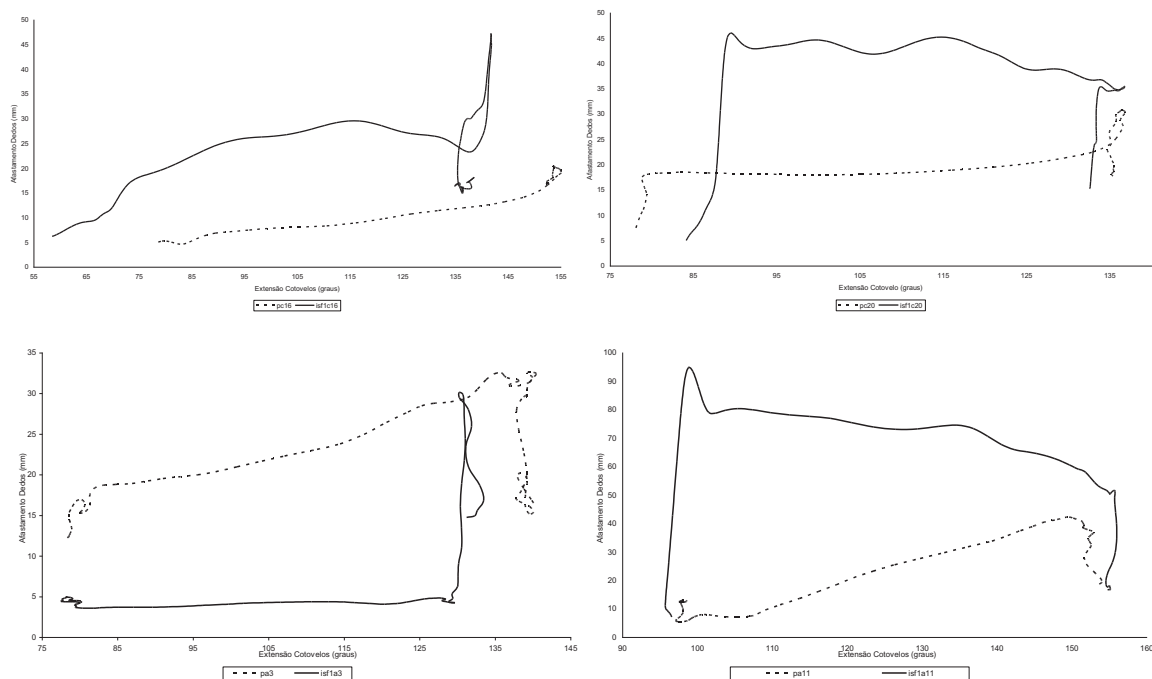 50
45
40
35
30
25
20
15
10
5
0
Afastamento Dedos (mm)
55 65 75 85 95 105 115 125 135 145 155
Extensão Cotovelos (graus)
pc16 isf1c16
50
45
40
35
30
25
20
15
10
5
0
Afastamento Dedos (mm)
75 85 95 105 115 125 135
Extensão Cotovelo (graus)
pc20 isf1c20
35
30
25
20
15
10
5
0
Afastamento Dedos (mm)
75 85 95 105 115 125 135 145
Extensão Cotovelos (graus)
pa3 isf1a3
100
90
80
70
60
50
40
30
20
10
0
Afastamento Dedos (mm)
90 100 110 120 130 140 150 160
Extensão Cotovelos (graus)
pa11 isf1a11